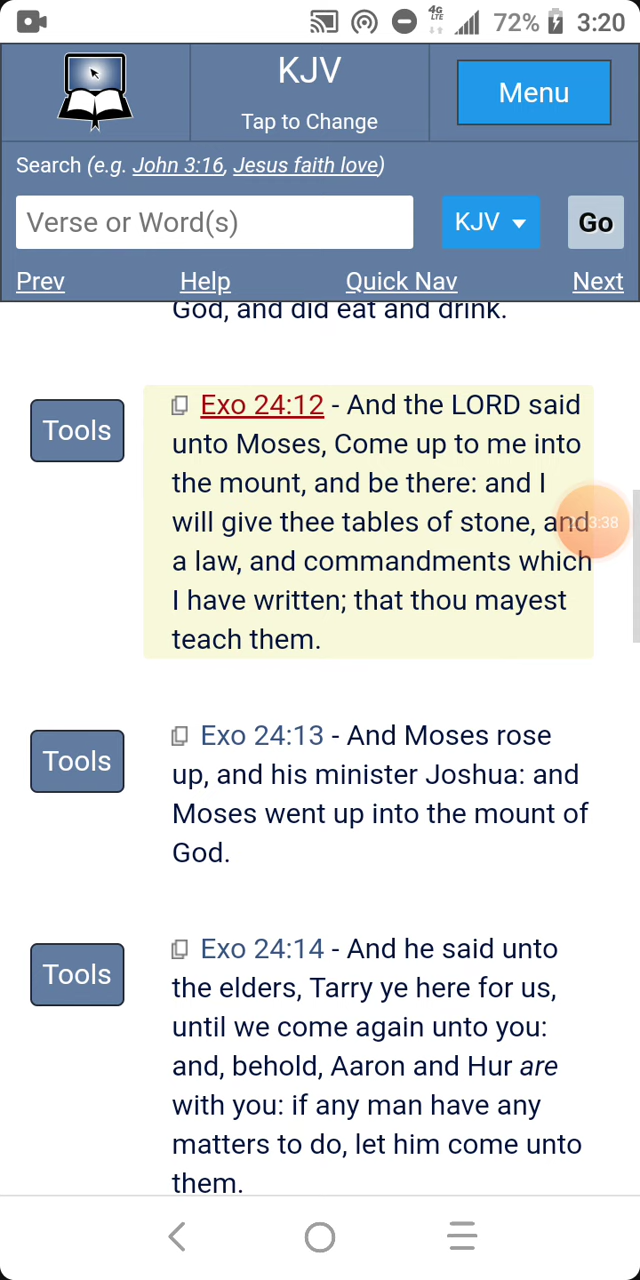 4G
LTE
72%
3:20
KJV
Tap to Change
Menu
Search (e.g. John 3:16, Jesus faith love)
Verse or Word(s)
KJV
Go
Prev
Help
Quick Nav
Next
God, and did eat and drink.
Tools
Exo 24:12 - And the LORD said
unto Moses, Come up to me into
the mount, and be there: and I
will give thee tables of stone, and
a law, and commandments which
I have written; that thou mayest
teach them.
Tools
Exo 24:13 - And Moses rose
up, and his minister Joshua: and
Moses went up into the mount of
God.
Tools
Exo 24:14 - And he said unto
the elders, Tarry ye here for us,
until we come again unto you:
and, behold, Aaron and Hur are
with you: if any man have any
matters to do, let him come unto
them.